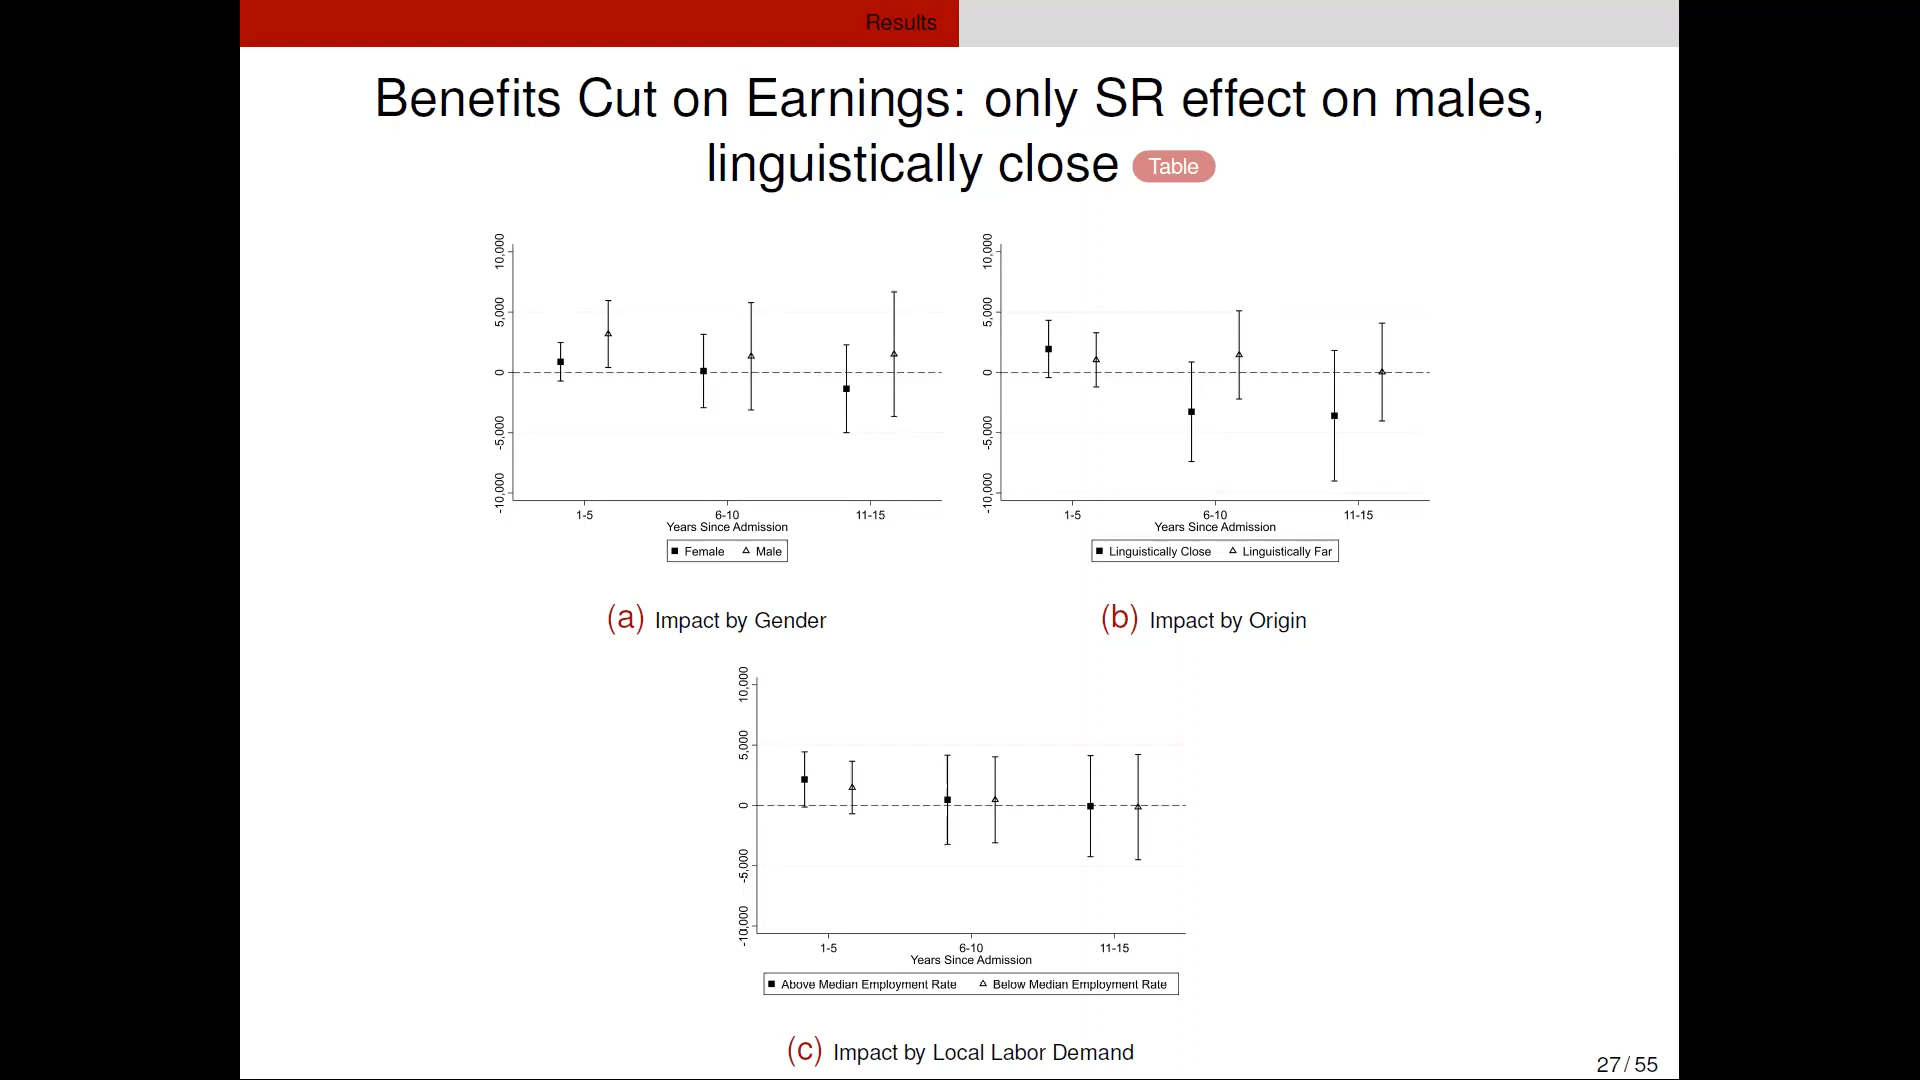 Results
Benefits Cut on Earnings: only SR effect on males,
linguistically close Table
10,000
5,000
0
-5,000
-10,000
1-5 6-10 11-15
Years Since Admission
Female Male
(a) Impact by Gender
10,000
5,000
0
-5,000
-10,000
1-5 6-10 11-15
Years Since Admission
Linguistically Close Linguistically Far
(b) Impact by Origin
10,000
5,000
0
-5,000
-10,000
1-5 6-10 11-15
Years Since Admission
Above Median Employment Rate Below Median Employment Rate
(c) Impact by Local Labor Demand
27 / 55